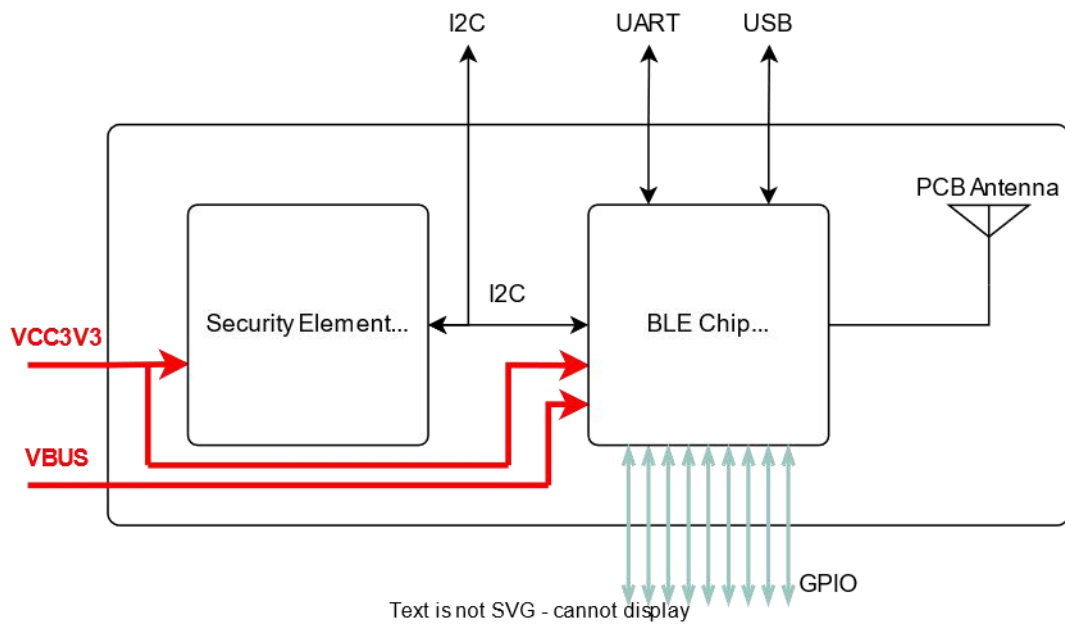 I2C
UART
USB
PCB Antenna
I2C
Security Element...
BLE Chip...
VCC3V3
VBUS
GPIO
Text is not SVG - cannot display